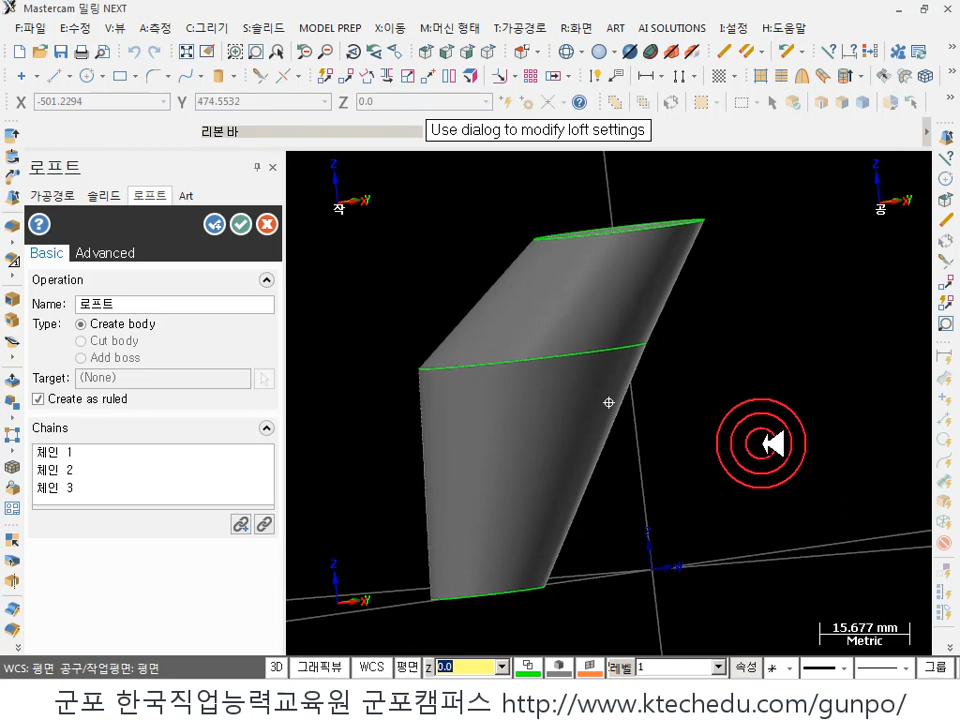 Mastercam 밀링 NEXT
F:파일 E:수정 V:뷰 A:측정 C:그리기 S:솔리드 MODEL PREP X:이동 M:머신 형태 T:가공경로 R:화면 ART AI SOLUTIONS I:설정 H:도움말
X -501.2294 Y 474.5532 Z 0.0
리본 바
Use dialog to modify loft settings
로프트
가공경로 솔리드 로프트 Art
Basic Advanced
Operation
Name: 로프트
Type: Create body
Cut body
Add boss
Target: (None)
Create as ruled
Chains
체인 1
체인 2
체인 3
Z
XY
작
Z
XY
공
Z
XY
15.677 mm
Metric
WCS: 평면 공구/작업평면: 평면
3D 그래픽뷰 WCS 평면 Z 0.0 레벨 1 속성 그룹
군포 한국직업능력교육원 군포캠퍼스 http://www.ktechedu.com/gunpo/